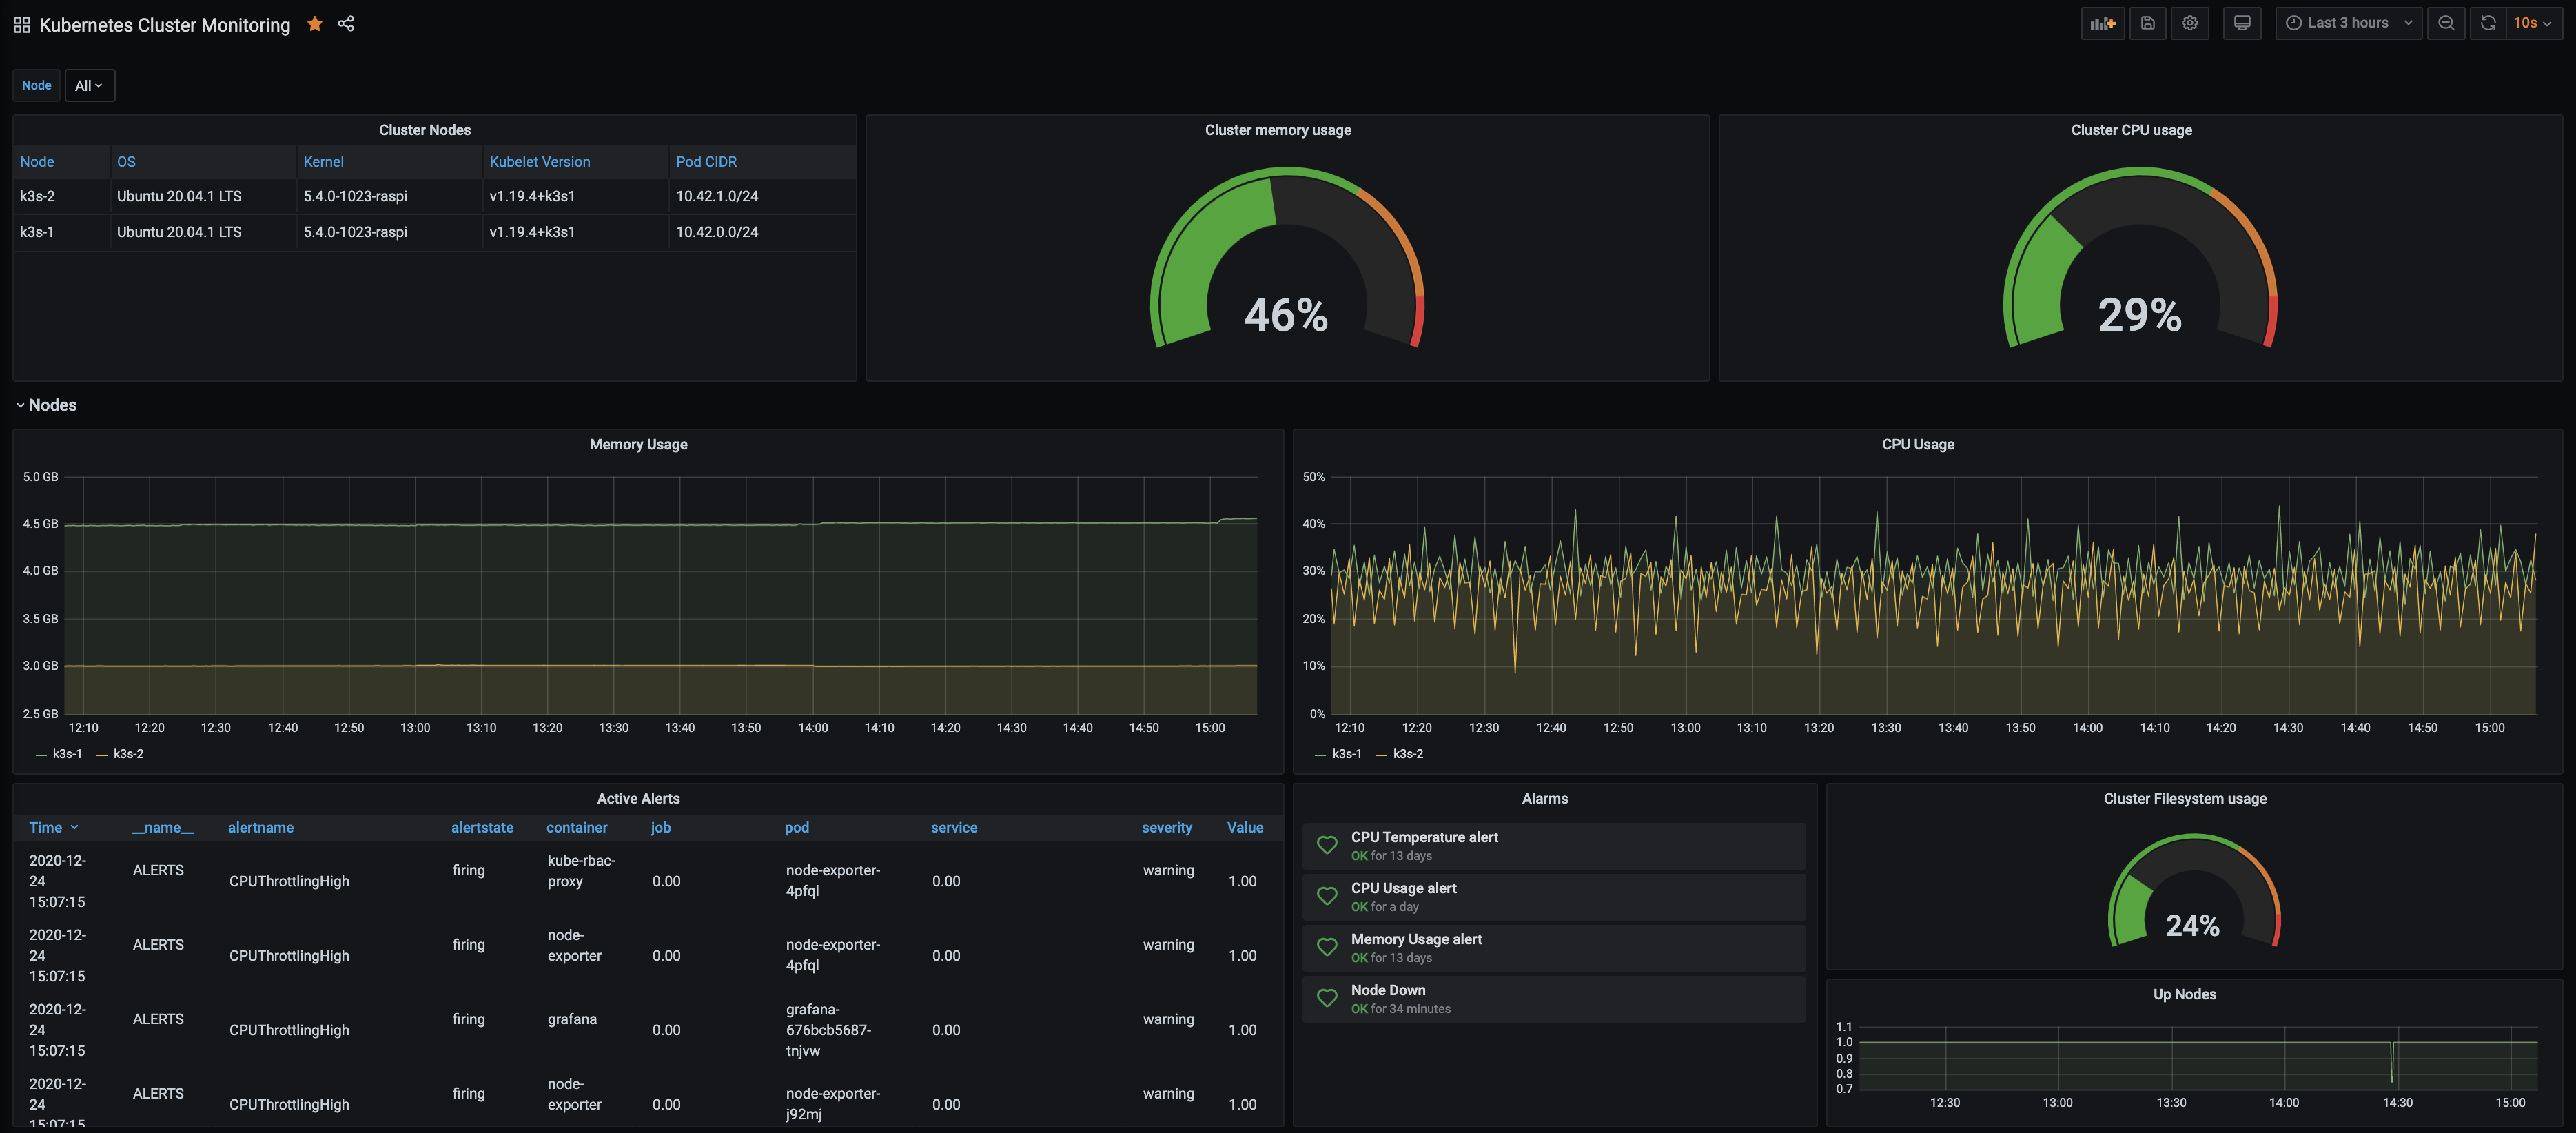 Kubernetes Cluster Monitoring
Last 3 hours
10s
Node
All
Cluster Nodes
Node OS Kernel Kubelet Version Pod CIDR
k3s-2 Ubuntu 20.04.1 LTS 5.4.0-1023-raspi v1.19.4+k3s1 10.42.1.0/24
k3s-1 Ubuntu 20.04.1 LTS 5.4.0-1023-raspi v1.19.4+k3s1 10.42.0.0/24
Cluster memory usage
46%
Cluster CPU usage
29%
Nodes
Memory Usage
5.0 GB
4.5 GB
4.0 GB
3.5 GB
3.0 GB
2.5 GB
12:10 12:20 12:30 12:40 12:50 13:00 13:10 13:20 13:30 13:40 13:50 14:00 14:10 14:20 14:30 14:40 14:50 15:00
k3s-1 k3s-2
CPU Usage
50%
40%
30%
20%
10%
0%
12:10 12:20 12:30 12:40 12:50 13:00 13:10 13:20 13:30 13:40 13:50 14:00 14:10 14:20 14:30 14:40 14:50 15:00
k3s-1 k3s-2
Active Alerts
Time __name__ alertname alertstate container job pod service severity Value
2020-12-
24
15:07:15
ALERTS
CPUThrottlingHigh
firing
kube-rbac-
proxy
0.00
node-exporter-
4pfql
0.00
warning
1.00
2020-12-
24
15:07:15
ALERTS
CPUThrottlingHigh
firing
node-
exporter
0.00
node-exporter-
4pfql
0.00
warning
1.00
2020-12-
24
15:07:15
ALERTS
CPUThrottlingHigh
firing
grafana
0.00
grafana-
676bcb5687-
tnjvw
0.00
warning
1.00
2020-12-
24
15:07:15
ALERTS
CPUThrottlingHigh
firing
node-
exporter
0.00
node-exporter-
j92mj
0.00
warning
1.00
Alarms
CPU Temperature alert
OK for 13 days
CPU Usage alert
OK for a day
Memory Usage alert
OK for 13 days
Node Down
OK for 34 minutes
Cluster Filesystem usage
24%
Up Nodes
1.1
1.0
0.9
0.8
0.7
12:30 13:00 13:30 14:00 14:30 15:00